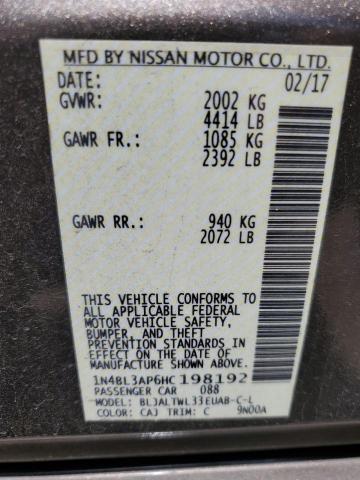 MFD BY NISSAN MOTOR CO., LTD.
DATE: 02/17
GVWR: 2002 KG
4414 LB
GAWR FR.: 1085 KG
2392 LB
GAWR RR.: 940 KG
2072 LB
THIS VEHICLE CONFORMS TO
ALL APPLICABLE FEDERAL
MOTOR VEHICLE SAFETY,
BUMPER, AND THEFT
PREVENTION STANDARDS IN
EFFECT ON THE DATE OF
MANUFACTURE SHOWN ABOVE.
1N4BL3AP6HC198192
PASSENGER CAR 088
MODEL: BLJALTWL33EUAB-C-L
COLOR: CAJ TRIM: C 9N00A